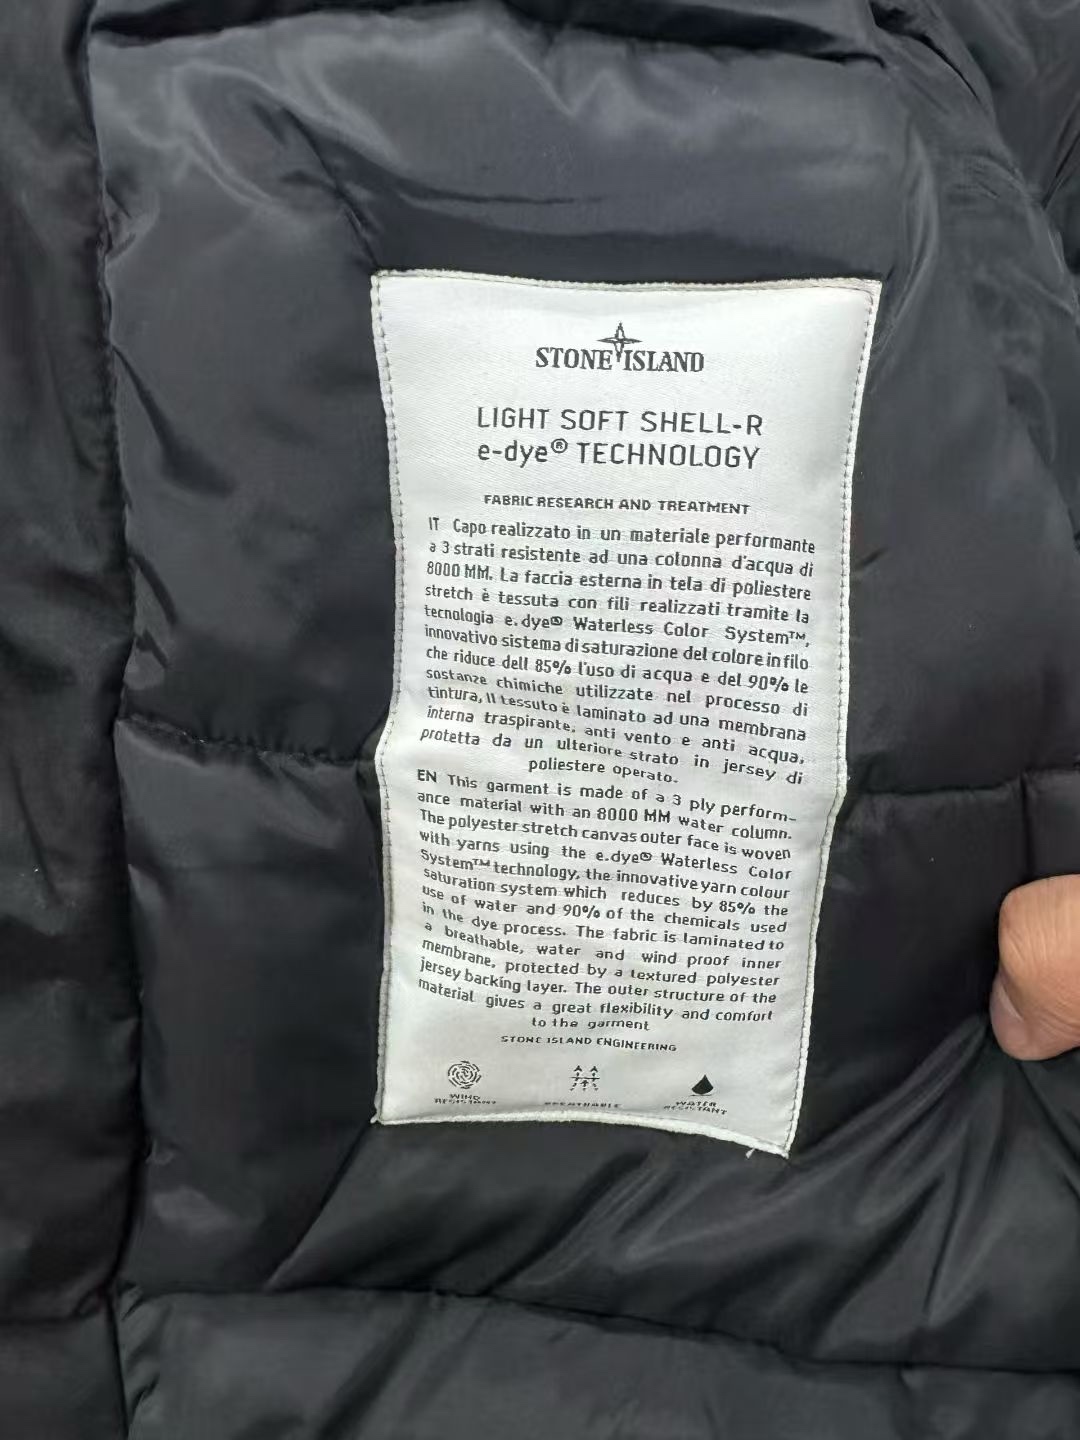 STONE ISLAND
LIGHT SOFT SHELL-R
e-dye® TECHNOLOGY
FABRIC RESEARCH AND TREATMENT
IT Capo realizzato in un materiale performante
a 3 strati resistente ad una colonna d'acqua di
8000 MM. La faccia esterna in tela di poliestere
stretch è tessuta con fili realizzati tramite la
tecnologia e.dye® Waterless Color System™,
innovativo sistema di saturazione del colore in filo
che riduce dell 85% l'uso di acqua e del 90% le
sostanze chimiche utilizzate nel processo di
tintura, Il tessuto è laminato ad una membrana
interna traspirante, anti vento e anti acqua,
protetta da un ulteriore strato in jersey di
poliestere operato.
EN This garment is made of a 3 ply perform-
ance material with an 8000 MM water column.
The polyester stretch canvas outer face is woven
with yarns using the e.dye® Waterless Color
System™ technology, the innovative yarn colour
saturation system which reduces by 85% the
use of water and 90% of the chemicals used
in the dye process. The fabric is laminated to
a breathable, water and wind proof inner
membrane, protected by a textured polyester
jersey backing layer. The outer structure of the
material gives a great flexibility and comfort
to the garment
STONE ISLAND ENGINEERING
WIND
RESISTANT
BREATHABLE
WATER
RESISTANT